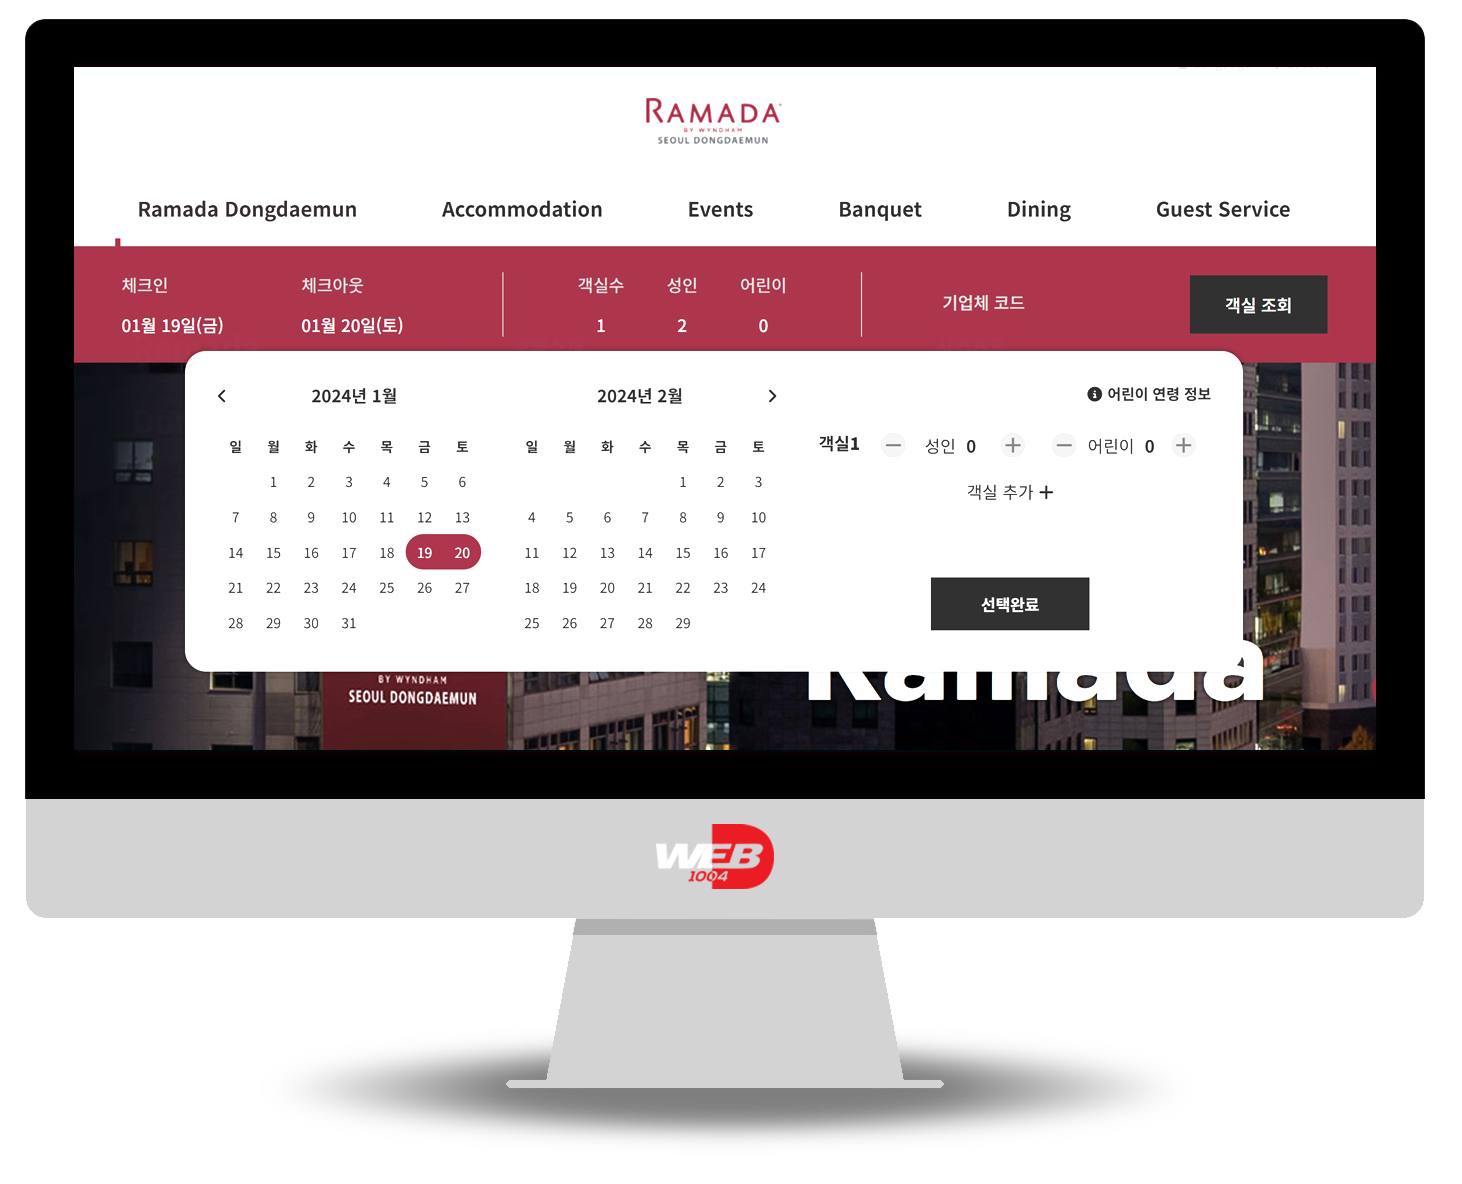 RAMADA
BY WYNDHAM
SEOUL DONGDAEMUN
Ramada Dongdaemun Accommodation Events Banquet Dining Guest Service
체크인 체크아웃 객실수 성인 어린이
기업체 코드 객실 조회
01월 19일(금) 01월 20일(토) 1 2 0
2024년 1월 2024년 2월 어린이 연령 정보
일 월 화 수 목 금 토 일 월 화 수 목 금 토
객실1 성인 0 어린이 0
1 2 3 4 5 6 1 2 3
객실 추가
7 8 9 10 11 12 13 4 5 6 7 8 9 10
14 15 16 17 18 19 20 11 12 13 14 15 16 17
21 22 23 24 25 26 27 18 19 20 21 22 23 24
선택완료
28 29 30 31 25 26 27 28 29
Ramada
BY WYNDHAM
SEOUL DONGDAEMUN
WEB
1004